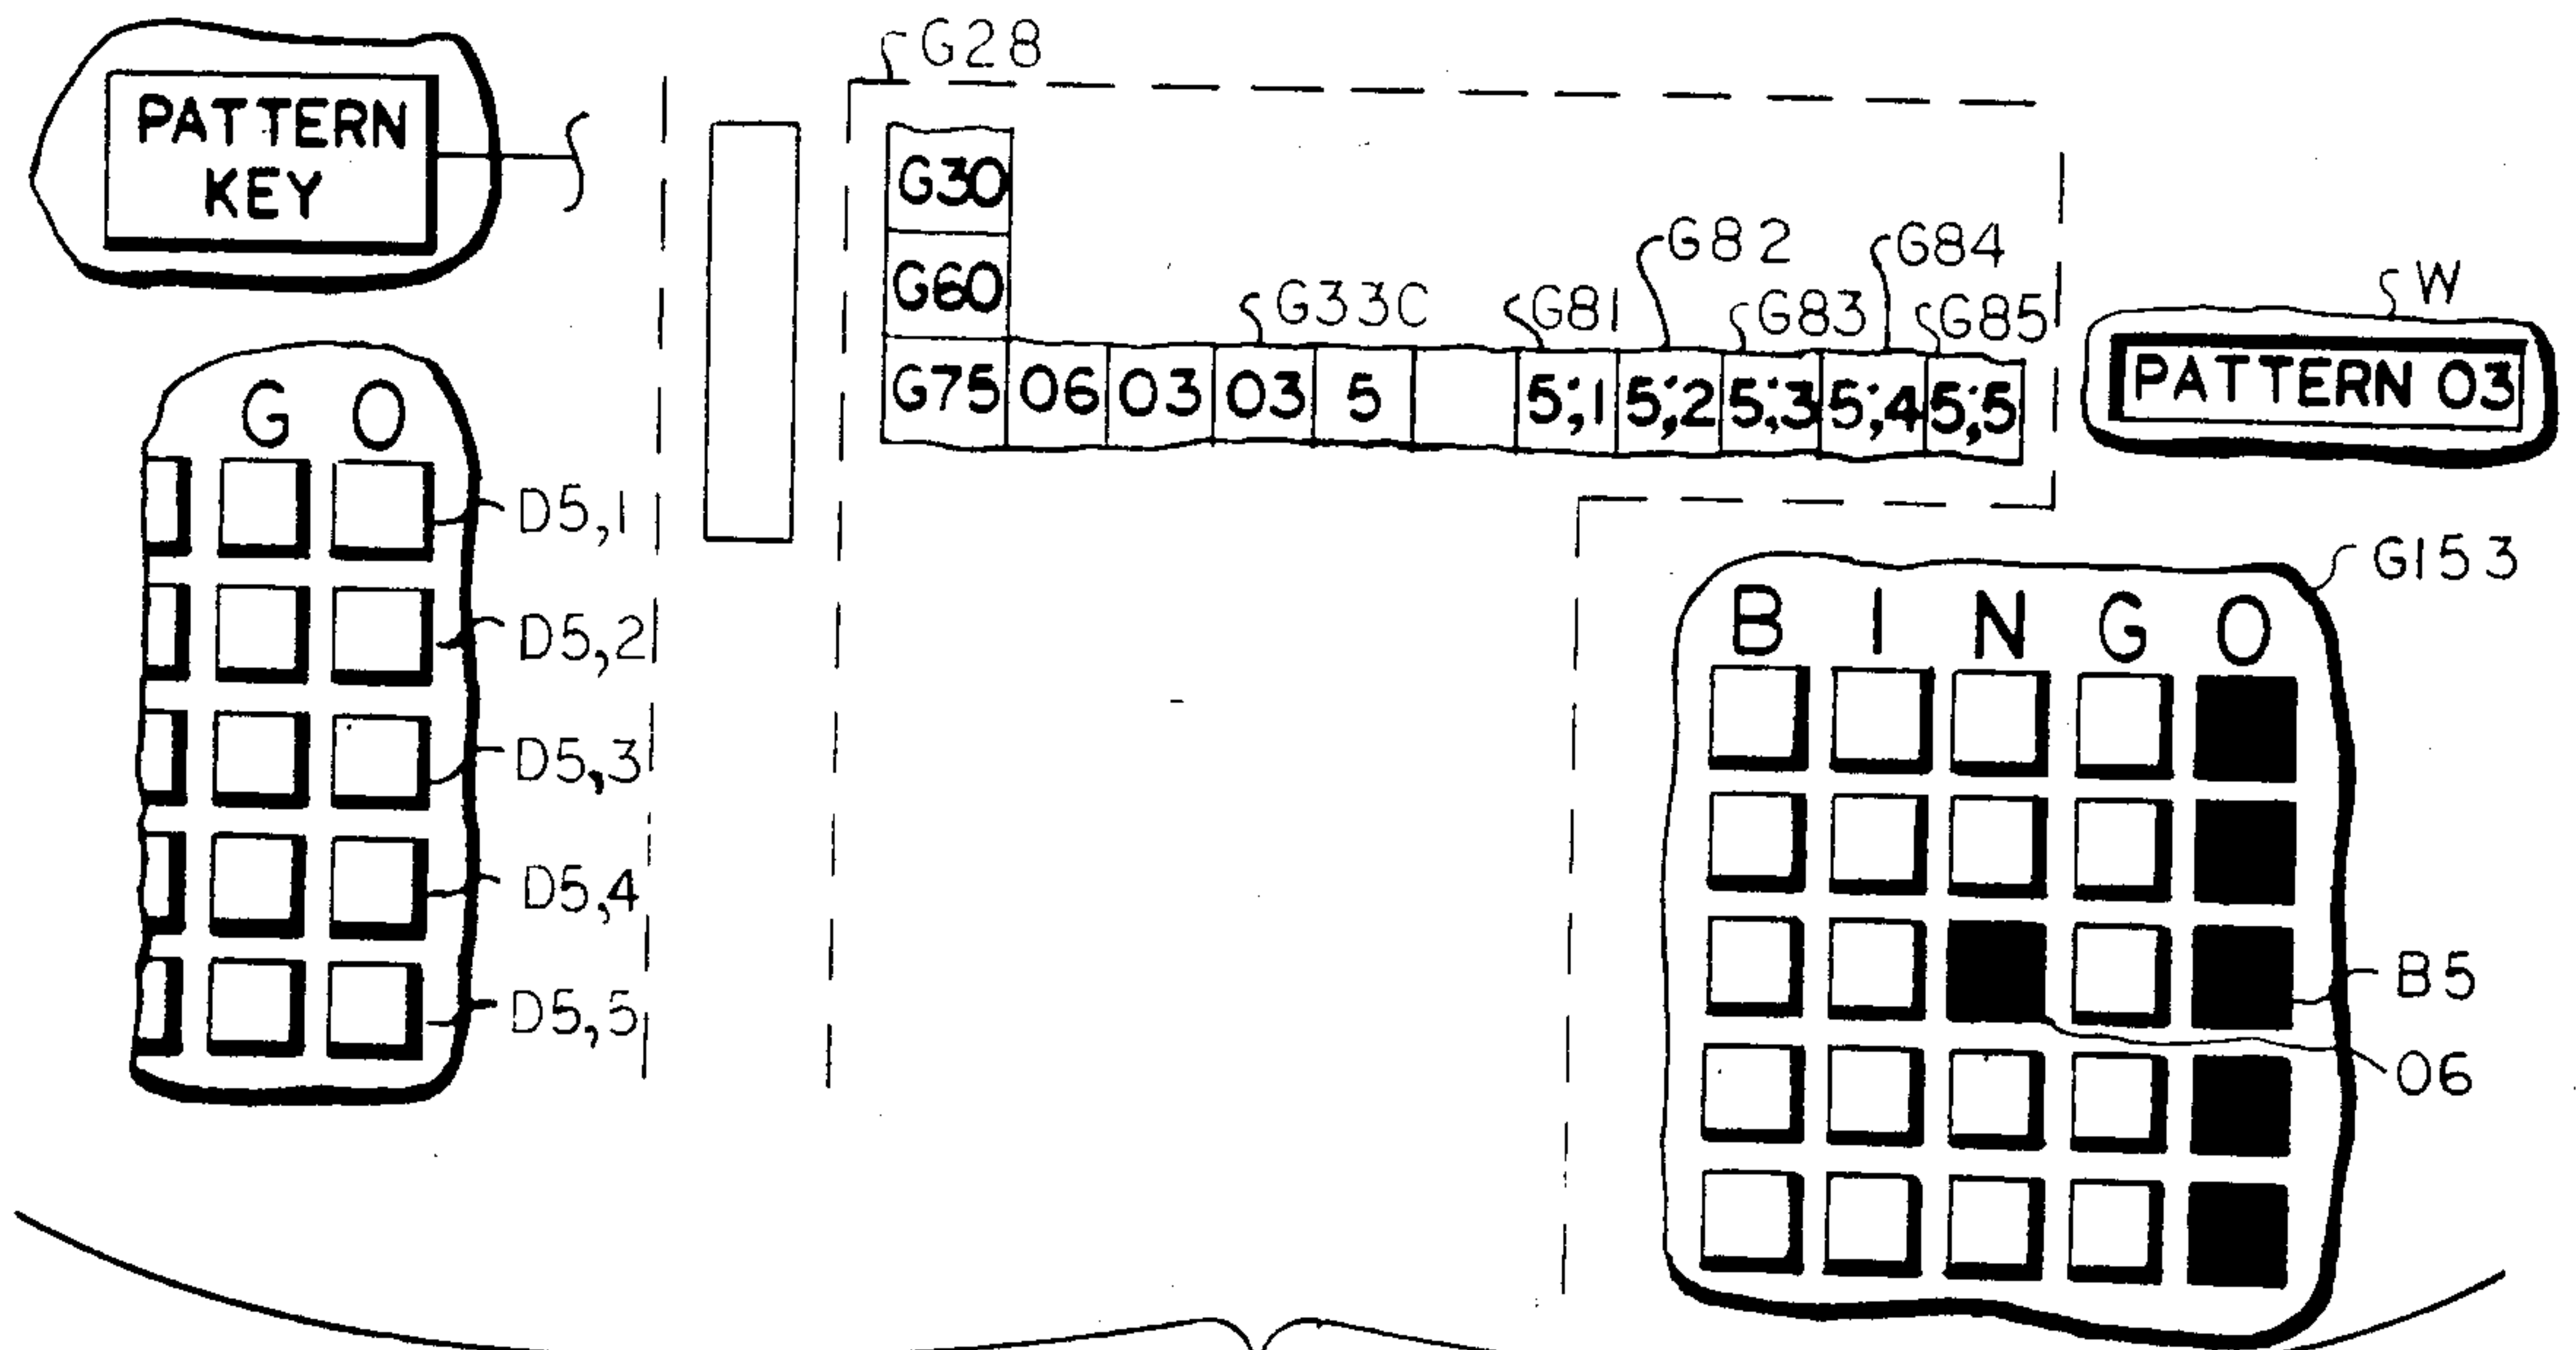 PATTERN
KEY
G28
G30
G60
G75 06 03 03 5 5;1 5;2 5;3 5;4 5;5
G33C
G81
G82
G83
G84
G85
W
PATTERN 03
G O
D5,1
D5,2
D5,3
D5,4
D5,5
G153
B I N G O
B5
06